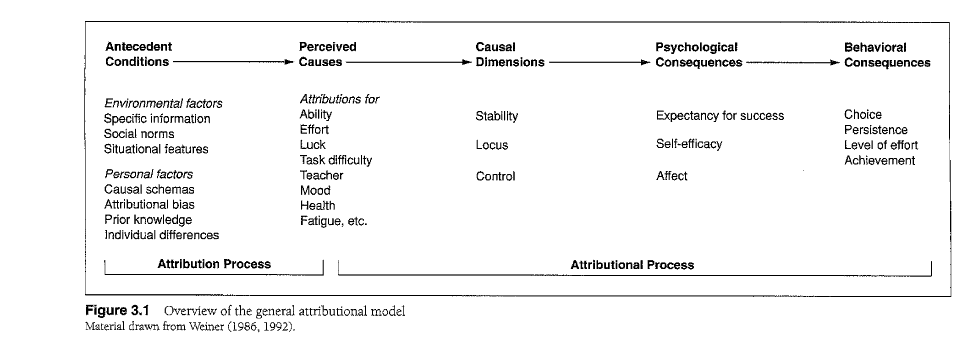 Antecedent Conditions
Perceived Causes
Causal Dimensions
Psychological Consequences
Behavioral Consequences
Environmental factors
Specific information
Social norms
Situational features
Personal factors
Causal schemas
Attributional bias
Prior knowledge
Individual differences
Attributions for
Ability
Effort
Luck
Task difficulty
Teacher
Mood
Health
Fatigue, etc.
Stability
Locus
Control
Expectancy for success
Self-efficacy
Affect
Choice
Persistence
Level of effort
Achievement
Attribution Process
Attributional Process
Figure 3.1 Overview of the general attributional model
Material drawn from Weiner (1986, 1992).